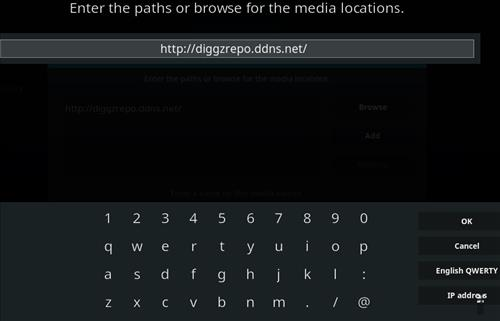 Enter the paths or browse for the media locations.
http://diggzrepo.ddns.net/
Enter the paths or browse for the media locations.
http://diggzrepo.ddns.net/
Browse
Add
Enter a name for this media source.
1 2 3 4 5 6 7 8 9 0
OK
q w e r t y u i o p
Cancel
a s d f g h j k l :
English QWERTY
z x c v b n m . / @
IP address